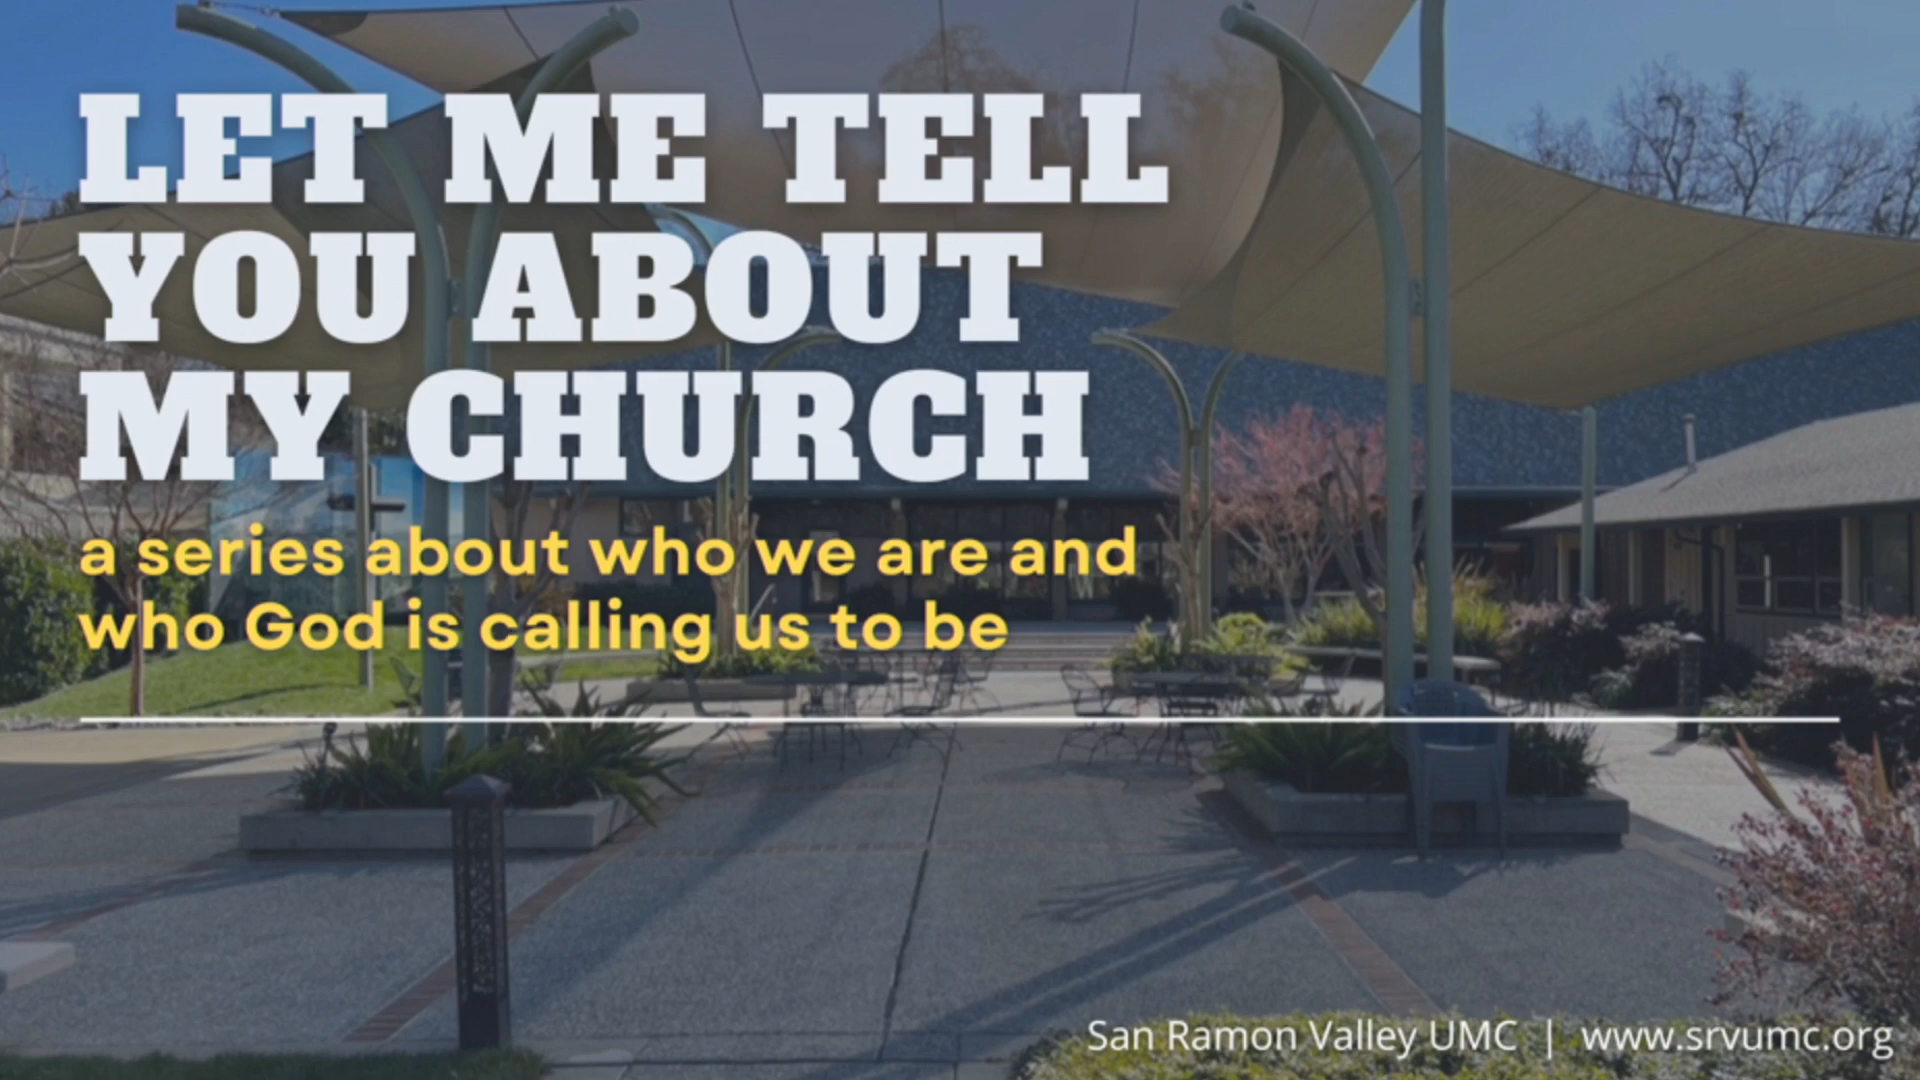 LET ME TELL
YOU ABOUT
MY CHURCH
a series about who we are and
who God is calling us to be
San Ramon Valley UMC | www.srvumc.org